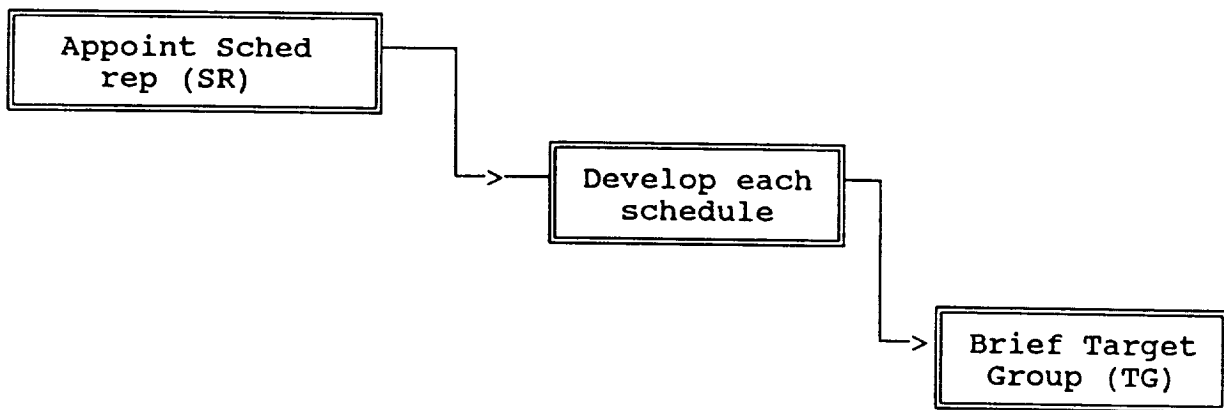 Appoint Sched
rep (SR)
Develop each
schedule
Brief Target
Group (TG)